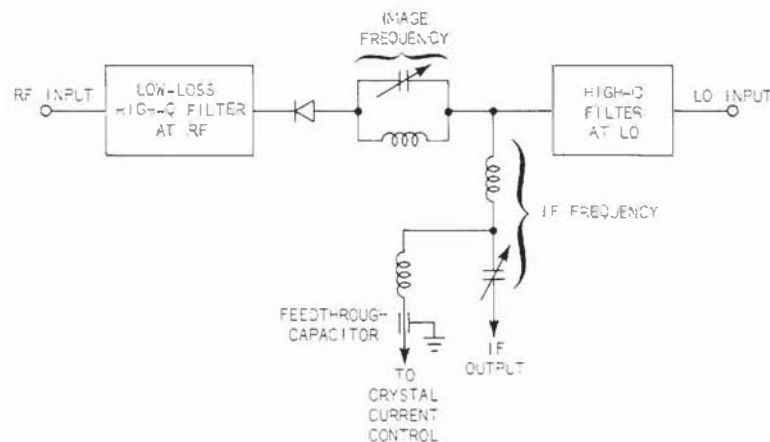 IMAGE
FREQUENCY
RF INPUT
LOW-LOSS
HIGH-Q FILTER
AT RF
HIGH-Q
FILTER
AT LO
LO INPUT
IF FREQUENCY
FEEDTHROUGH
CAPACITOR
IF
OUTPUT
TO
CRYSTAL
CURRENT
CONTROL